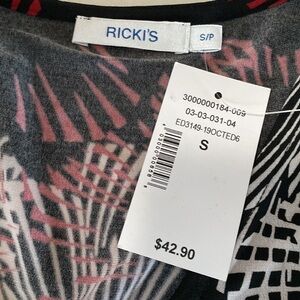 RICKI'S
S/P
3000000184-009
03-03-031-04
ED3149-19OCTED6
S
$42.90